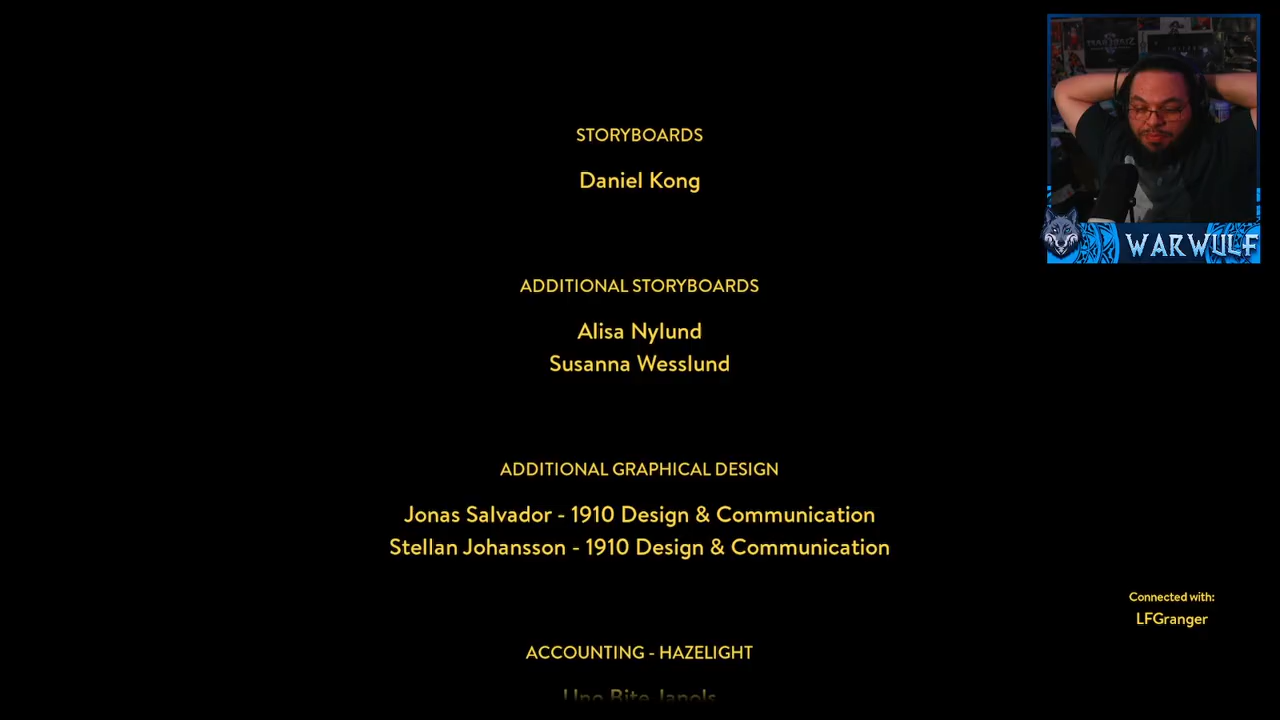 STORYBOARDS
Daniel Kong
WARWULF
ADDITIONAL STORYBOARDS
Alisa Nylund
Susanna Wesslund
ADDITIONAL GRAPHICAL DESIGN
Jonas Salvador - 1910 Design & Communication
Stellan Johansson - 1910 Design & Communication
Connected with:
LFGranger
ACCOUNTING - HAZELIGHT